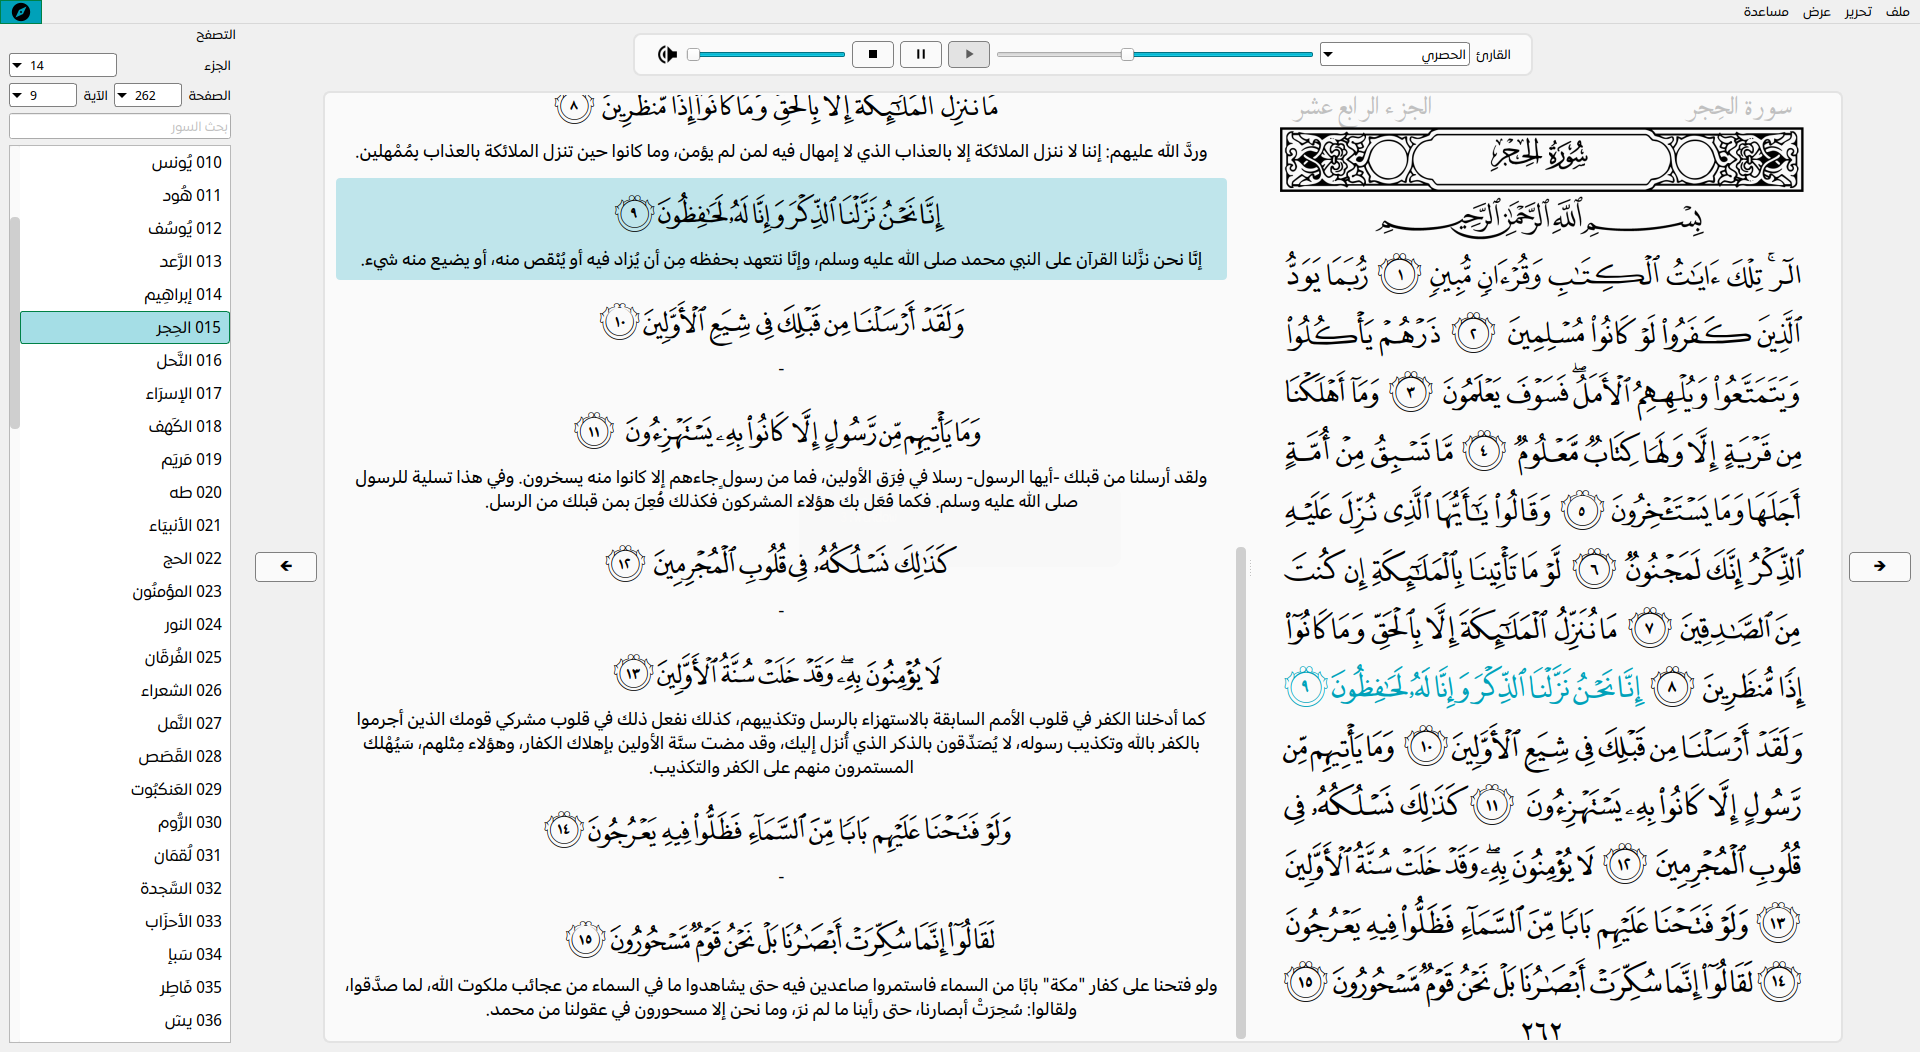 ملف تحرير عرض مساعدة
القارئ الحصري
سورة الحِجر
الجزء الرابع عشر
سُورَةُ الحِجْرِ
بِسْمِ ٱللَّهِ ٱلرَّحْمَٰنِ ٱلرَّحِيمِ
الٓرۚ تِلْكَ ءَايَٰتُ ٱلْكِتَٰبِ وَقُرْءَانٍ مُّبِينٍ ١ رُّبَمَا يَوَدُّ
ٱلَّذِينَ كَفَرُواْ لَوْ كَانُواْ مُسْلِمِينَ ٢ ذَرْهُمْ يَأْكُلُواْ
وَيَتَمَتَّعُواْ وَيُلْهِهِمُ ٱلْأَمَلُۖ فَسَوْفَ يَعْلَمُونَ ٣ وَمَآ أَهْلَكْنَا
مِن قَرْيَةٍ إِلَّا وَلَهَا كِتَابٌ مَّعْلُومٌ ٤ مَّا تَسْبِقُ مِنْ أُمَّةٍ
أَجَلَهَا وَمَا يَسْتَـْٔخِرُونَ ٥ وَقَالُواْ يَٰٓأَيُّهَا ٱلَّذِى نُزِّلَ عَلَيْهِ
ٱلذِّكْرُ إِنَّكَ لَمَجْنُونٌ ٦ لَّوْ مَا تَأْتِينَا بِٱلْمَلَٰٓئِكَةِ إِن كُنتَ
مِنَ ٱلصَّٰدِقِينَ ٧ مَا نُنَزِّلُ ٱلْمَلَٰٓئِكَةَ إِلَّا بِٱلْحَقِّ وَمَا كَانُوٓاْ
إِذًا مُّنظَرِينَ ٨ إِنَّا نَحْنُ نَزَّلْنَا ٱلذِّكْرَ وَإِنَّا لَهُۥ لَحَٰفِظُونَ ٩
وَلَقَدْ أَرْسَلْنَا مِن قَبْلِكَ فِى شِيَعِ ٱلْأَوَّلِينَ ١٠ وَمَا يَأْتِيهِم مِّن
رَّسُولٍ إِلَّا كَانُواْ بِهِۦ يَسْتَهْزِءُونَ ١١ كَذَٰلِكَ نَسْلُكُهُۥ فِى
قُلُوبِ ٱلْمُجْرِمِينَ ١٢ لَا يُؤْمِنُونَ بِهِۦۖ وَقَدْ خَلَتْ سُنَّةُ ٱلْأَوَّلِينَ
١٣ وَلَوْ فَتَحْنَا عَلَيْهِم بَابًا مِّنَ ٱلسَّمَآءِ فَظَلُّواْ فِيهِ يَعْرُجُونَ
١٤ لَقَالُوٓاْ إِنَّمَا سُكِّرَتْ أَبْصَٰرُنَا بَلْ نَحْنُ قَوْمٌ مَّسْحُورُونَ ١٥
٢٦٢
مَا نُنَزِّلُ ٱلْمَلَٰٓئِكَةَ إِلَّا بِٱلْحَقِّ وَمَا كَانُوٓاْ إِذًا مُّنظَرِينَ ٨
وردَّ الله عليهم: إننا لا ننزل الملائكة إلا بالعذاب الذي لا إمهال فيه لمن لم يؤمن، وما كانوا حين تنزل الملائكة بالعذاب بمُمْهلين.
إِنَّا نَحْنُ نَزَّلْنَا ٱلذِّكْرَ وَإِنَّا لَهُۥ لَحَٰفِظُونَ ٩
إنَّا نحن نزَّلنا القرآن على النبي محمد صلى الله عليه وسلم، وإنَّا نتعهد بحفظه مِن أن يُزاد فيه أو يُنْقَص منه، أو يضيع منه شيء.
وَلَقَدْ أَرْسَلْنَا مِن قَبْلِكَ فِى شِيَعِ ٱلْأَوَّلِينَ ١٠
-
وَمَا يَأْتِيهِم مِّن رَّسُولٍ إِلَّا كَانُواْ بِهِۦ يَسْتَهْزِءُونَ ١١
ولقد أرسلنا من قبلك -أيها الرسول- رسلا في فِرَق الأولين، فما من رسولٍ جاءهم إلا كانوا منه يسخرون. وفي هذا تسلية للرسول
صلى الله عليه وسلم. فكما فَعَل بك هؤلاء المشركون فكذلك فُعِلَ بمن قبلك من الرسل.
كَذَٰلِكَ نَسْلُكُهُۥ فِى قُلُوبِ ٱلْمُجْرِمِينَ ١٢
-
لَا يُؤْمِنُونَ بِهِۦۖ وَقَدْ خَلَتْ سُنَّةُ ٱلْأَوَّلِينَ ١٣
كما أدخلنا الكفر في قلوب الأمم السابقة بالاستهزاء بالرسل وتكذيبهم، كذلك نفعل ذلك في قلوب مشركي قومك الذين أجرموا
بالكفر بالله وتكذيب رسوله، لا يُصَدِّقون بالذكر الذي أُنزل إليك، وقد مضت سنَّة الأولين بإهلاك الكفار، وهؤلاء مِثْلهم، سَيُهْلك
المستمرون منهم على الكفر والتكذيب.
وَلَوْ فَتَحْنَا عَلَيْهِم بَابًا مِّنَ ٱلسَّمَآءِ فَظَلُّواْ فِيهِ يَعْرُجُونَ ١٤
-
لَقَالُوٓاْ إِنَّمَا سُكِّرَتْ أَبْصَٰرُنَا بَلْ نَحْنُ قَوْمٌ مَّسْحُورُونَ ١٥
ولو فتحنا على كفار "مكة" بابًا من السماء فاستمروا صاعدين فيه حتى يشاهدوا ما في السماء من عجائب ملكوت الله، لما صدَّقوا،
ولقالوا: سُحِرَتْ أبصارنا، حتى رأينا ما لم نرَ، وما نحن إلا مسحورون في عقولنا من محمد.
التصفح
الجزء 14
الصفحة 262 الآية 9
بحث السور
010 يُونس
011 هُود
012 يُوسُف
013 الرَّعد
014 إبراهِيم
015 الحِجر
016 النَّحل
017 الإسرَاء
018 الكَهف
019 مَريَم
020 طه
021 الأنبيَاء
022 الحج
023 المؤمنُون
024 النور
025 الفُرقَان
026 الشعراء
027 النَّمل
028 القَصَص
029 العَنكبُوت
030 الرُّوم
031 لُقمَان
032 السَّجدة
033 الأحزَاب
034 سَبإ
035 فَاطِر
036 يسٓ